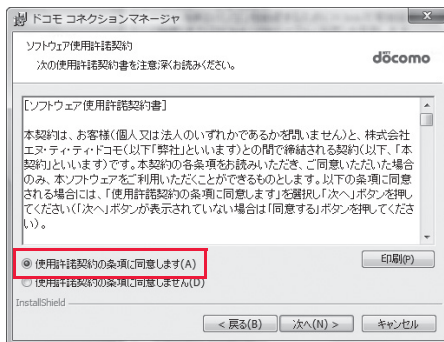 ドコモ コネクションマネージャ
ソフトウェア使用許諾契約
次の使用許諾契約書を注意深くお読みください。
döcomo
[ソフトウェア使用許諾契約書]
本契約は、お客様(個人又は法人のいずれかであるかを問いません)と、株式会社
エヌ・ティ・ティ・ドコモ(以下「弊社」といいます)との間で締結される契約(以下、「本
契約」といいます)です。本契約の各条項をお読みいただき、ご同意いただいた場合
のみ、本ソフトウェアをご利用いただくことができるものとします。以下の条項に同意
される場合には、「使用許諾契約の条項に同意します」を選択し「次へ」ボタンを押し
てください(「次へ」ボタンが表示されていない場合は「同意する」ボタンを押してくださ
い)。
使用許諾契約の条項に同意します(A)
印刷(P)
使用許諾契約の条項に同意しません(D)
InstallShield
< 戻る(B)
次へ(N) >
キャンセル